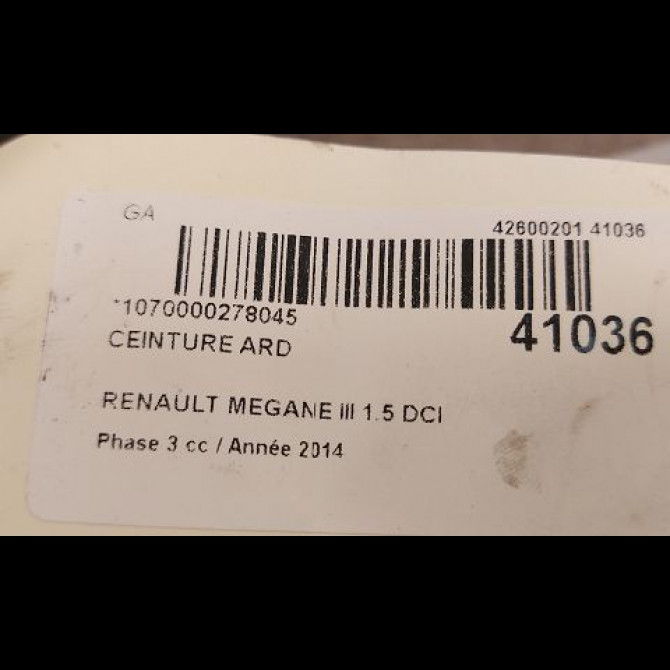 GA
42600201 41036
*1070000278045
41036
CEINTURE ARD
RENAULT MEGANE III 1.5 DCI
Phase 3 cc / Année 2014